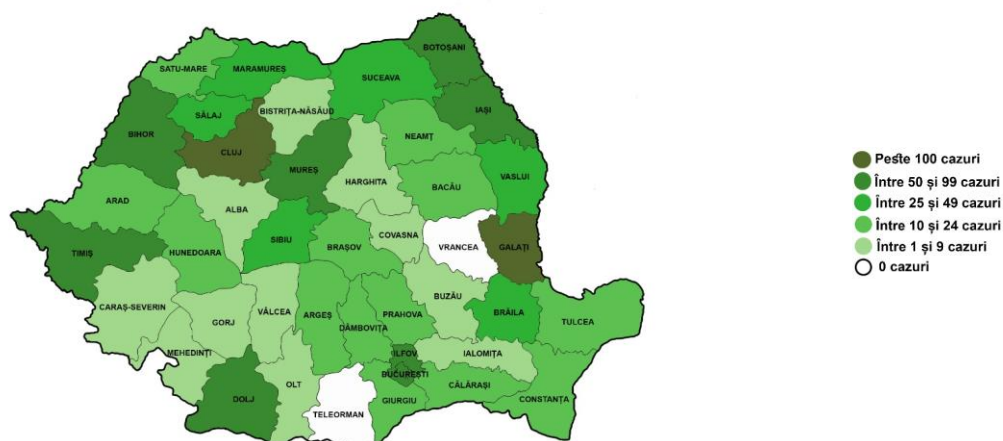 BOTOȘANI
SATU-MARE
MARAMUREȘ
SUCEAVA
SĂLAJ
BISTRIȚA-NĂSĂUD
IAȘI
BIHOR
NEAMȚ
CLUJ
MUREȘ
HARGHITA
BACĂU
VASLUI
ARAD
ALBA
COVASNA
VRANCEA
GALAȚI
TIMIȘ
HUNEDOARA
SIBIU
BRAȘOV
BUZĂU
CARAȘ-SEVERIN
GORJ
VÂLCEA
ARGEȘ
DÂMBOVIȚA
PRAHOVA
BRĂILA
TULCEA
MEHEDINȚI
ILFOV
IALOMIȚA
BUCUREȘTI
OLT
CĂLĂRAȘI
DOLJ
TELEORMAN
GIURGIU
CONSTANȚA
Peste 100 cazuri
Între 50 și 99 cazuri
Între 25 și 49 cazuri
Între 10 și 24 cazuri
Între 1 și 9 cazuri
0 cazuri